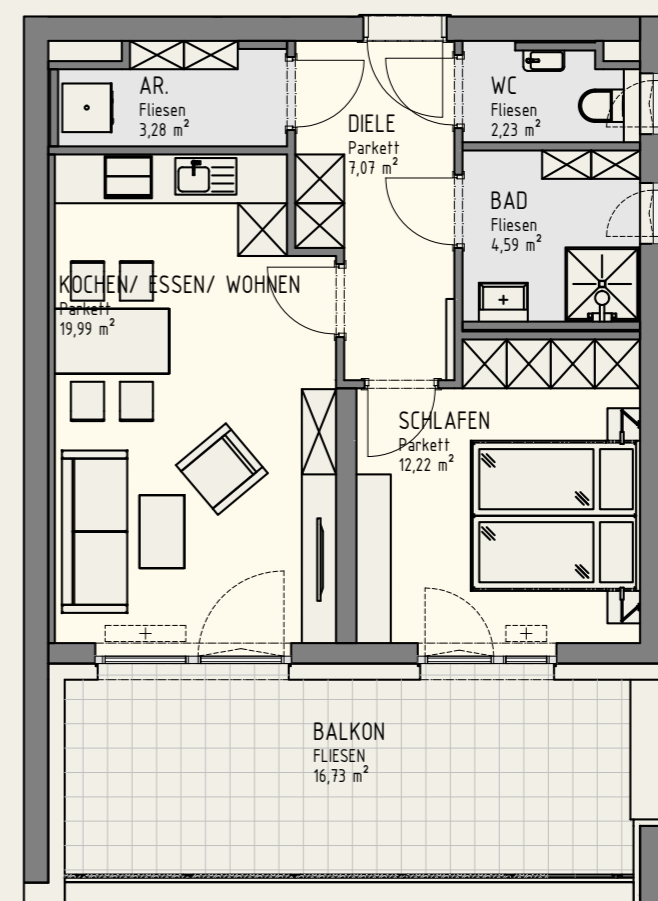 AR.
Fliesen
3,28 m²
WC
Fliesen
2,23 m²
DIELE
Parkett
7,07 m²
BAD
Fliesen
4,59 m²
KOCHEN/ ESSEN/ WOHNEN
Parkett
19,99 m²
SCHLAFEN
Parkett
12,22 m²
BALKON
FLIESEN
16,73 m²